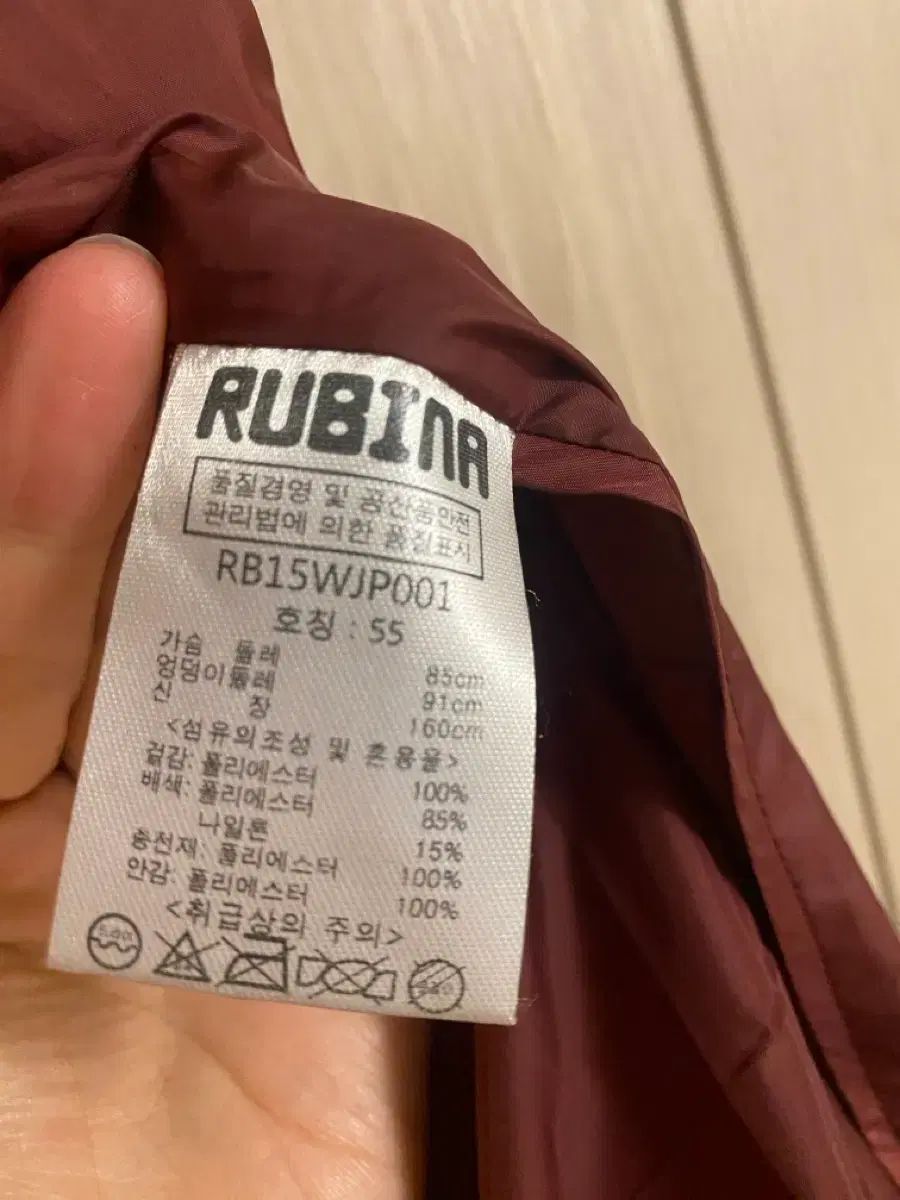 RUBINA
품질경영 및 공산품안전
관리법에 의한 품질표시
RB15WJP001
호칭 : 55
가슴 둘레 85cm
엉덩이둘레 91cm
신 장 160cm
<섬유의조성 및 혼용율>
겉감: 폴리에스터 100%
배색: 폴리에스터 85%
나일론 15%
충전재: 폴리에스터 100%
안감: 폴리에스터 100%
<취급상의 주의>
드라이